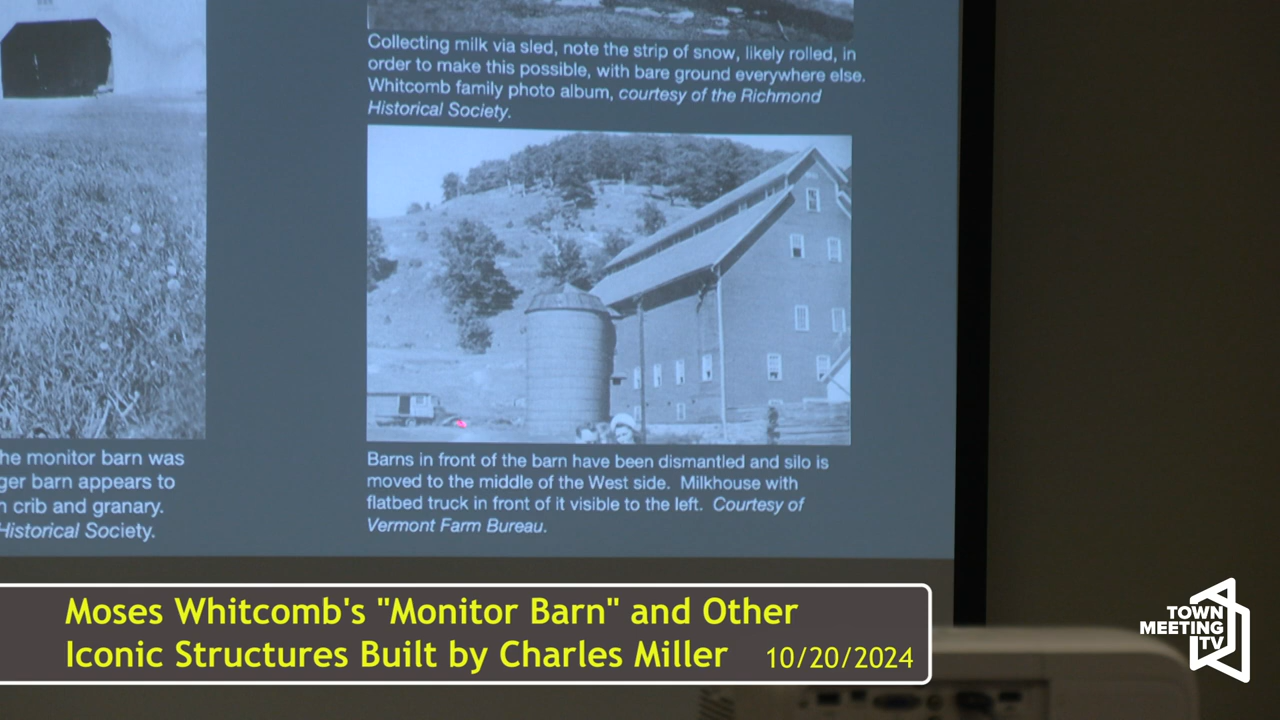 Collecting milk via sled, note the strip of snow, likely rolled, in
order to make this possible, with bare ground everywhere else.
Whitcomb family photo album, courtesy of the Richmond
Historical Society.
he monitor barn was
ger barn appears to
n crib and granary.
Historical Society.
Barns in front of the barn have been dismantled and silo is
moved to the middle of the West side. Milkhouse with
flatbed truck in front of it visible to the left. Courtesy of
Vermont Farm Bureau.
Moses Whitcomb's "Monitor Barn" and Other
Iconic Structures Built by Charles Miller 10/20/2024
TOWN
MEETING
TV